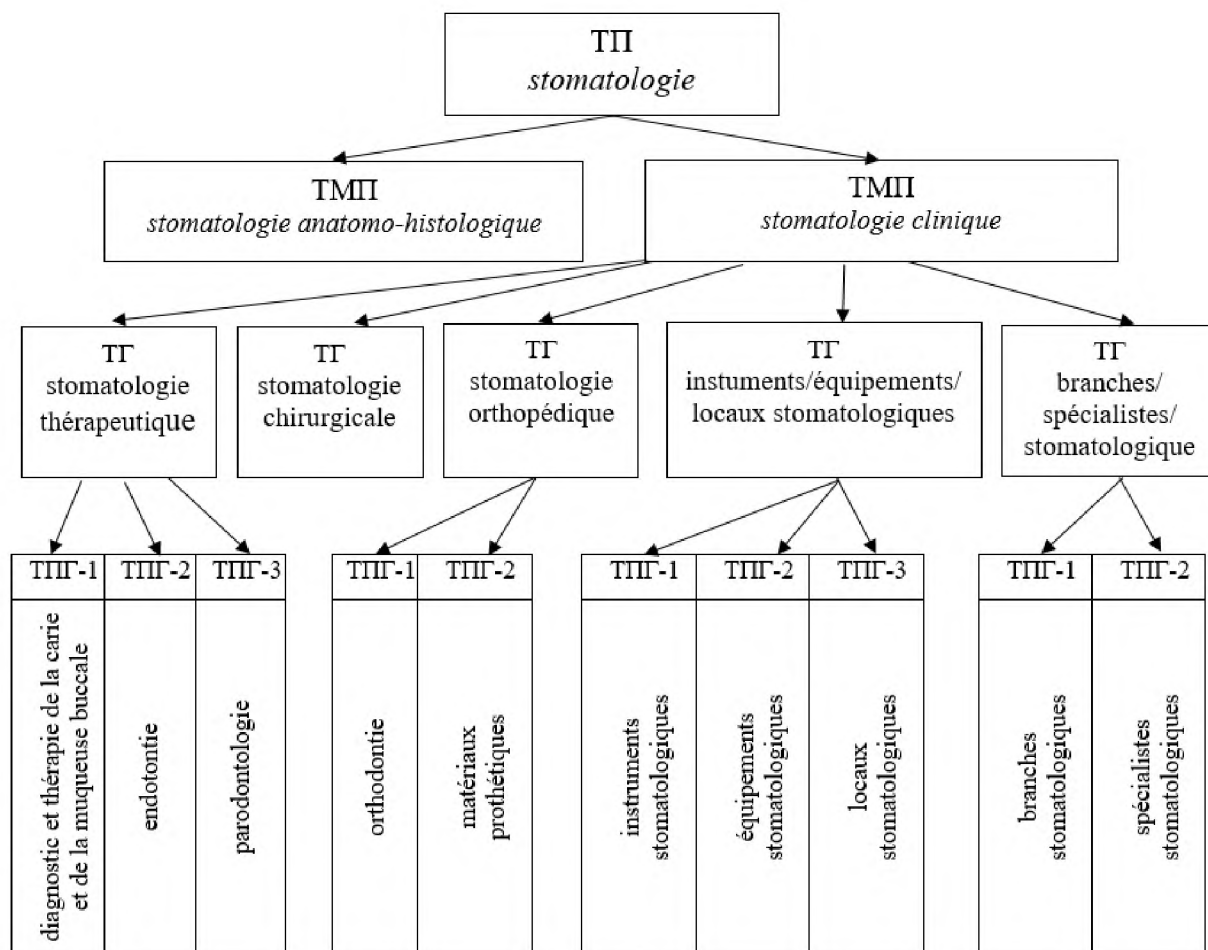 ТП
stomatologie
ТМП
stomatologie anatomo-histologique
ТМП
stomatologie clinique
ТГ
stomatologie
thérapeutique
ТГ
stomatologie
chirurgicale
ТГ
stomatologie
orthopédique
ТГ
instuments/équipements/
locaux stomatologiques
ТГ
branches/
spécialistes/
stomatologique
ТПГ-1
ТПГ-2
ТПГ-3
ТПГ-1
ТПГ-2
ТПГ-1
ТПГ-2
ТПГ-3
ТПГ-1
ТПГ-2
diagnostic et thérapie de la carie
et de la muqueuse buccale
endotontie
parodontologie
orthodontie
matériaux
prothétiques
instruments
stomatologiques
équipements
stomatologiques
locaux
stomatologiques
branches
stomatologiques
spécialistes
stomatologiques